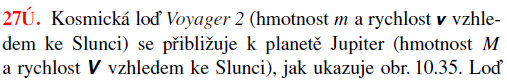 27Ú. Kosmická loď Voyager 2 (hmotnost m a rychlost v vzhle-
dem ke Slunci) se přibližuje k planetě Jupiter (hmotnost M
a rychlost V vzhledem ke Slunci), jak ukazuje obr. 10.35. Loď